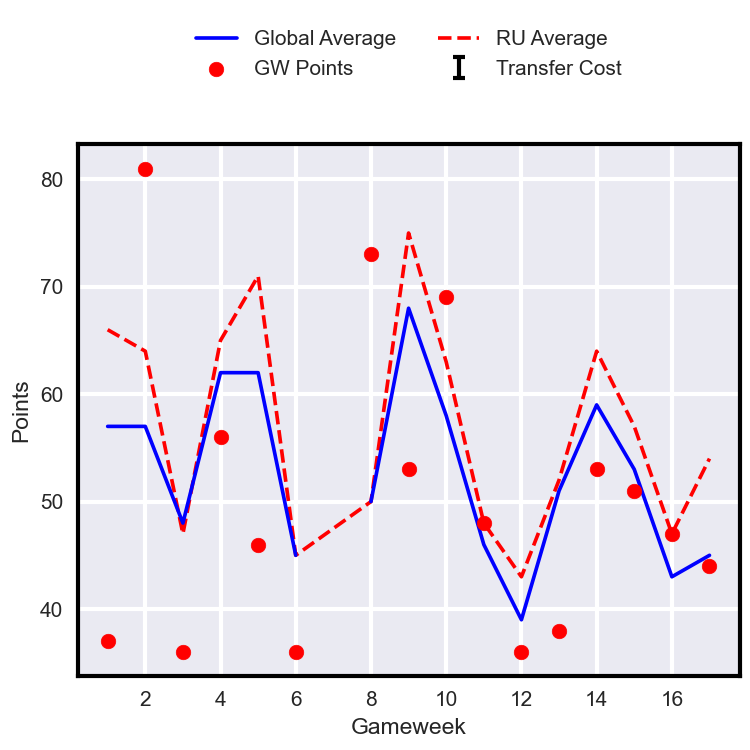 Global Average RU Average
GW Points Transfer Cost
80
70
60
50
40
Points
2 4 6 8 10 12 14 16
Gameweek